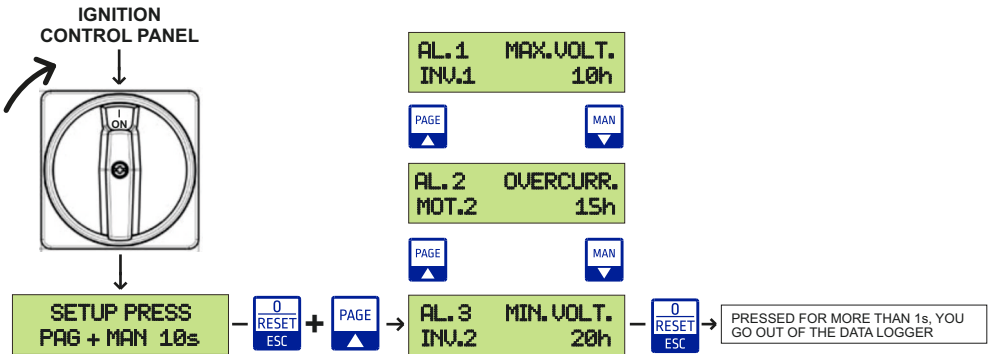 IGNITION
CONTROL PANEL
I
ON
SETUP PRESS
PAG + MAN 10s
0
RESET
ESC
+
PAGE
AL.1 MAX.VOLT.
INV.1 10h
PAGE
MAN
AL.2 OVERCURR.
MOT.2 15h
PAGE
MAN
AL.3 MIN.VOLT.
INV.2 20h
0
RESET
ESC
PRESSED FOR MORE THAN 1s, YOU
GO OUT OF THE DATA LOGGER